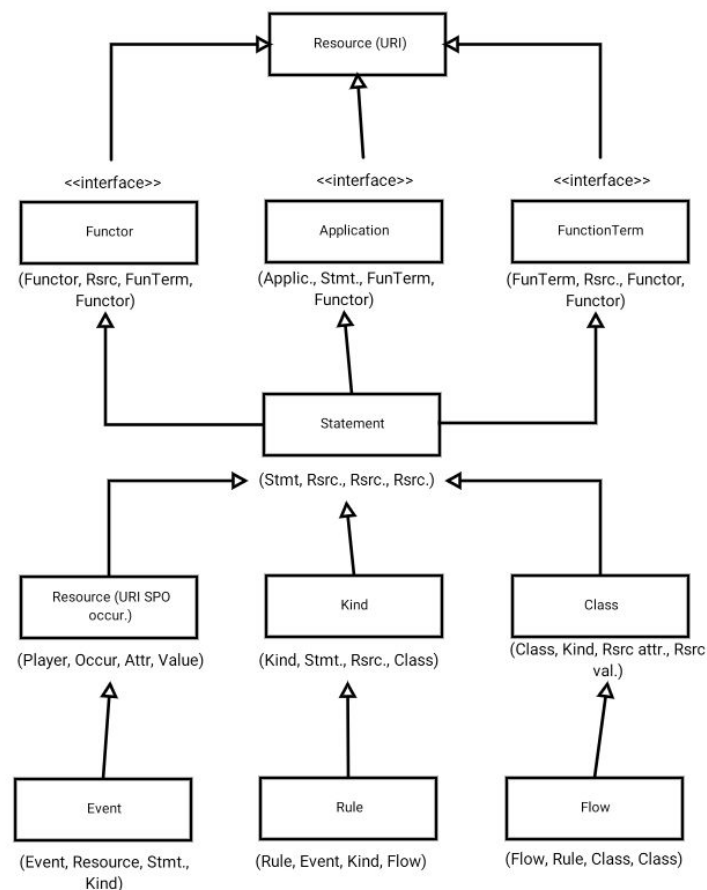 Resource (URI)
<<interface>>
<<interface>>
<<interface>>
Functor
Application
FunctionTerm
(Functor, Rsrc, FunTerm,
Functor)
(Applic., Stmt., FunTerm,
Functor)
(FunTerm, Rsrc., Functor,
Functor)
Statement
(Stmt, Rsrc., Rsrc., Rsrc.)
Resource (URI SPO
occur.)
Kind
Class
(Player, Occur, Attr, Value)
(Kind, Stmt., Rsrc., Class)
(Class, Kind, Rsrc attr., Rsrc
val.)
Event
Rule
Flow
(Event, Resource, Stmt.,
Kind)
(Rule, Event, Kind, Flow)
(Flow, Rule, Class, Class)